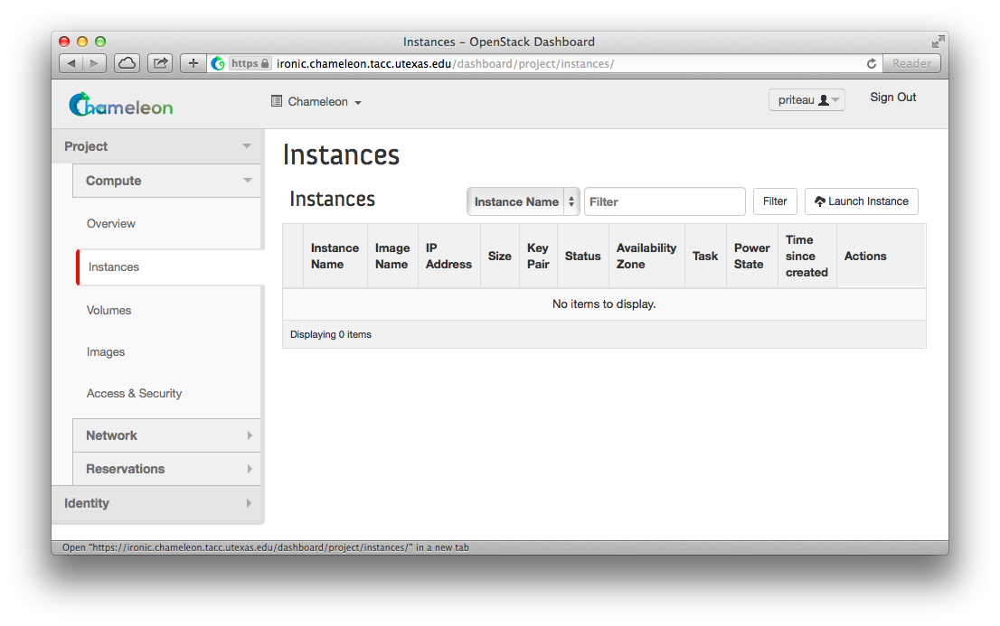 Instances – OpenStack Dashboard
https ironic.chameleon.tacc.utexas.edu/dashboard/project/instances/ Reader
Chameleon Chameleon priteau Sign Out
Project
Compute
Overview
Instances
Volumes
Images
Access & Security
Network
Reservations
Identity
Instances
Instances Instance Name Filter Filter Launch Instance
Instance Name Image Name IP Address Size Key Pair Status Availability Zone Task Power State Time since created Actions
No items to display.
Displaying 0 items
Open “https://ironic.chameleon.tacc.utexas.edu/dashboard/project/instances/” in a new tab